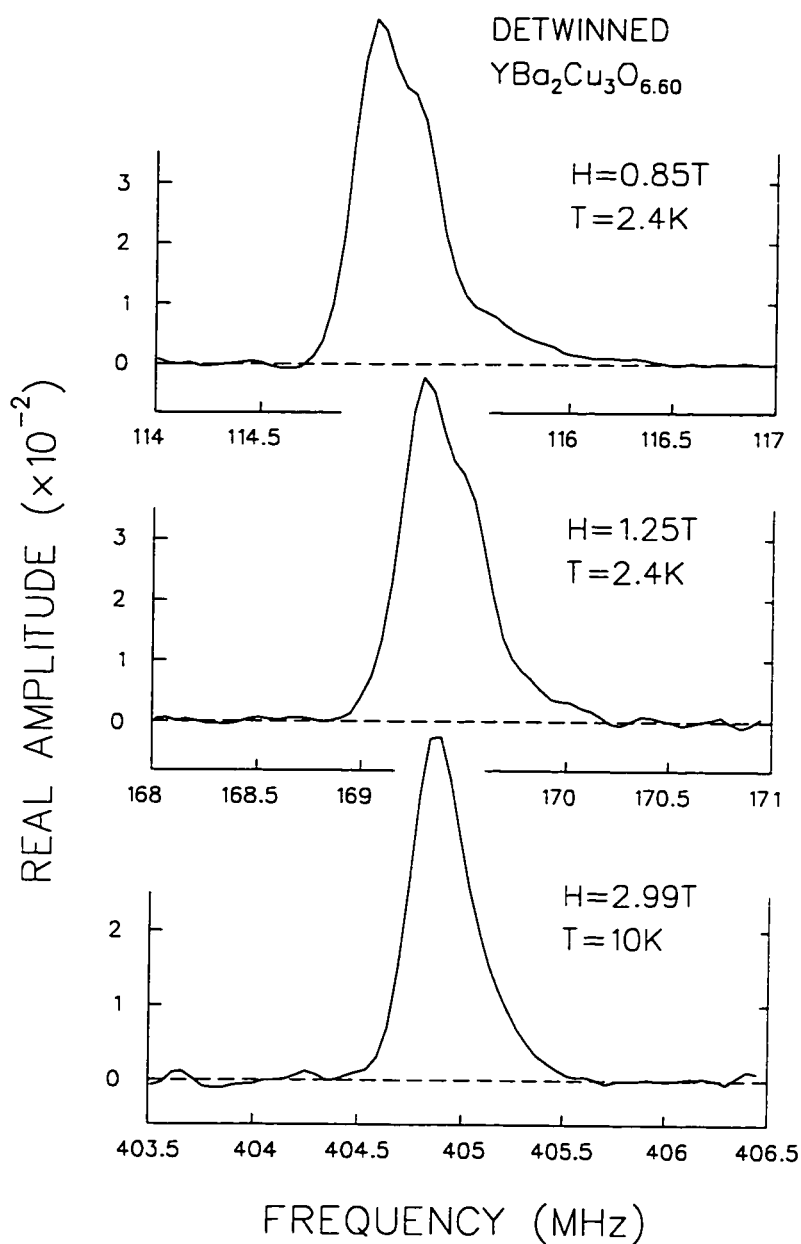 DETWINNED
YBa₂Cu₃O₆.₆₀
H=0.85T
T=2.4K
3
2
1
0
114
114.5
116
116.5
117
H=1.25T
T=2.4K
3
2
1
0
168
168.5
169
170
170.5
171
H=2.99T
T=10K
2
1
0
403.5
404
404.5
405
405.5
406
406.5
REAL AMPLITUDE (×10⁻²)
FREQUENCY (MHz)